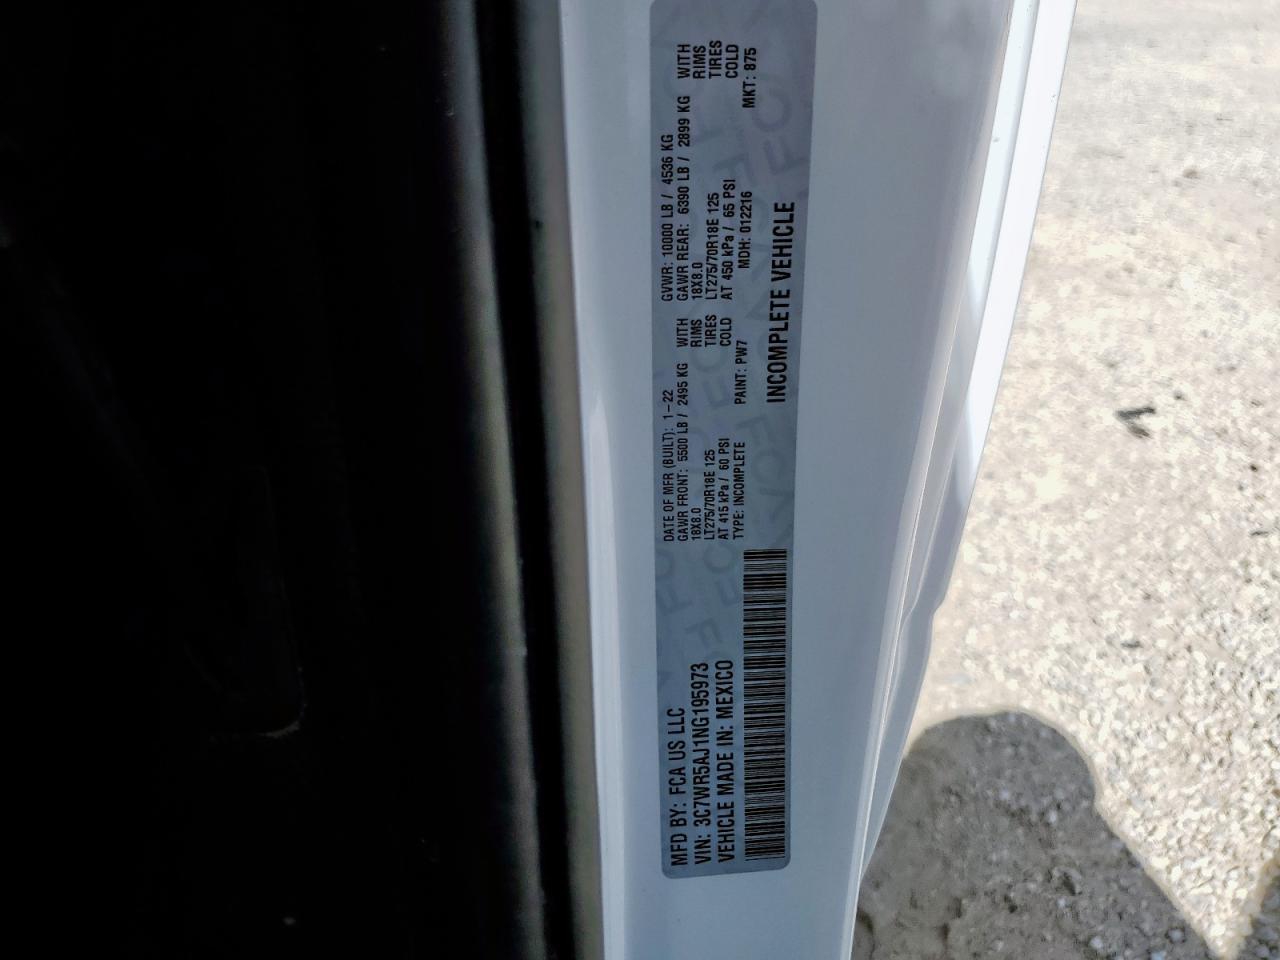 MFD BY: FCA US LLC
VIN: 3C7WR5AJ1NG195973
VEHICLE MADE IN: MEXICO
DATE OF MFR (BUILT): 1-22
GAWR FRONT: 5500 LB / 2495 KG WITH
18X8.0 RIMS
LT275/70R18E 125 TIRES
AT 415 kPa / 60 PSI COLD
TYPE: INCOMPLETE PAINT: PW7
GVWR: 10000 LB / 4536 KG
GAWR REAR: 6390 LB / 2899 KG WITH
18X8.0 RIMS
LT275/70R18E 125 TIRES
AT 450 kPa / 65 PSI COLD
MDH: 012216 MKT: 875
INCOMPLETE VEHICLE